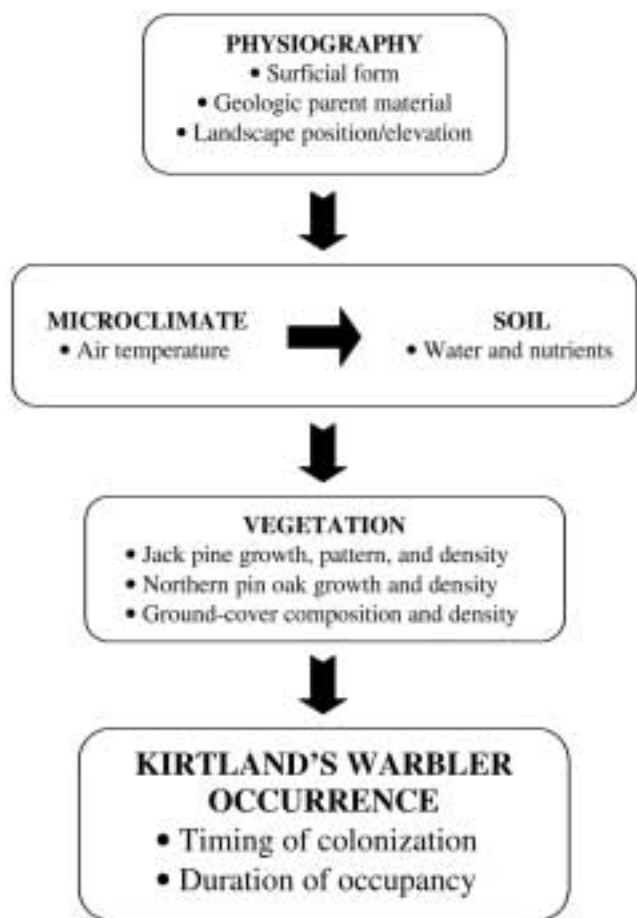 PHYSIOGRAPHY
• Surficial form
• Geologic parent material
• Landscape position/elevation
MICROCLIMATE
• Air temperature
SOIL
• Water and nutrients
VEGETATION
• Jack pine growth, pattern, and density
• Northern pin oak growth and density
• Ground-cover composition and density
KIRTLAND'S WARBLER
OCCURRENCE
• Timing of colonization
• Duration of occupancy